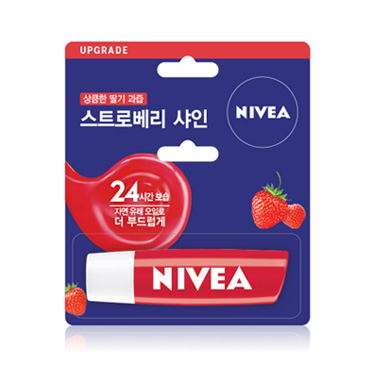 UPGRADE
상큼한 딸기 과즙
스트로베리 샤인
NIVEA
24시간 보습
자연 유래 오일로
더 부드럽게
NIVEA